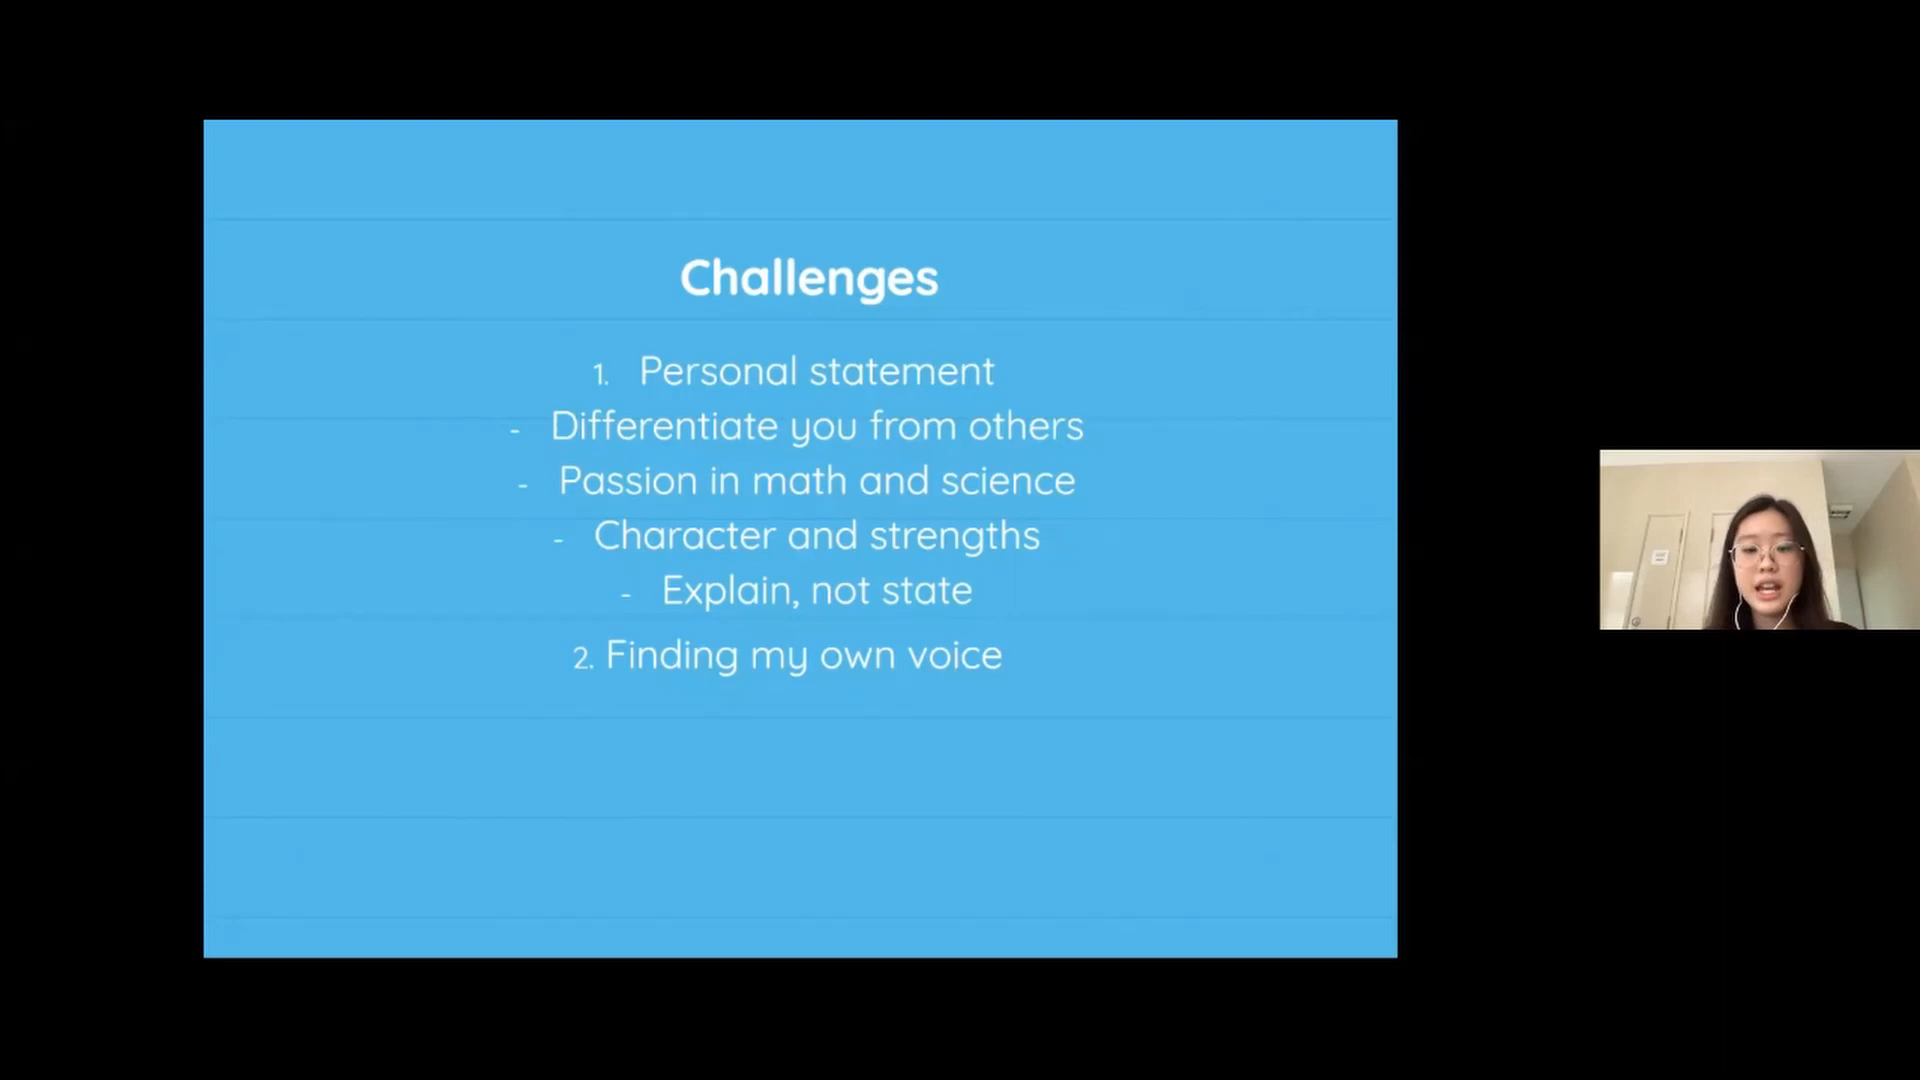 Challenges
1. Personal statement
- Differentiate you from others
- Passion in math and science
- Character and strengths
- Explain, not state
2. Finding my own voice